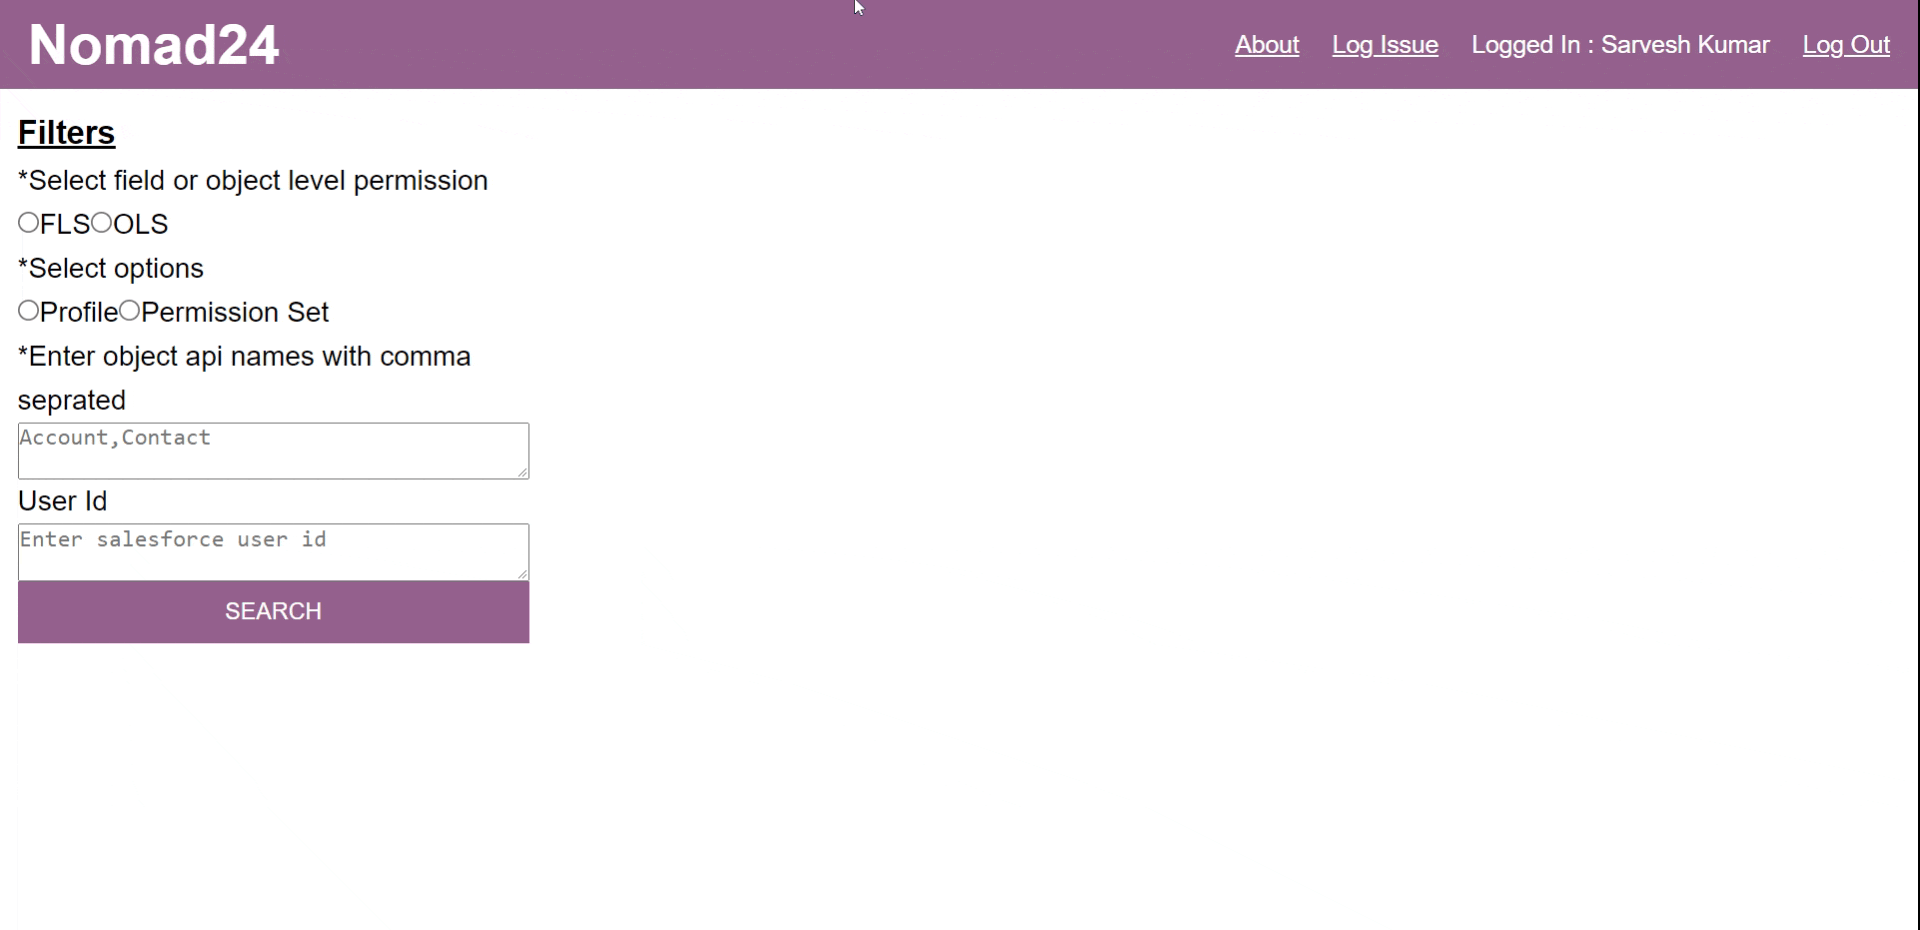 Nomad24
About Log Issue Logged In : Sarvesh Kumar Log Out
Filters
*Select field or object level permission
FLS OLS
*Select options
Profile Permission Set
*Enter object api names with comma
seprated
Account,Contact
User Id
Enter salesforce user id
SEARCH